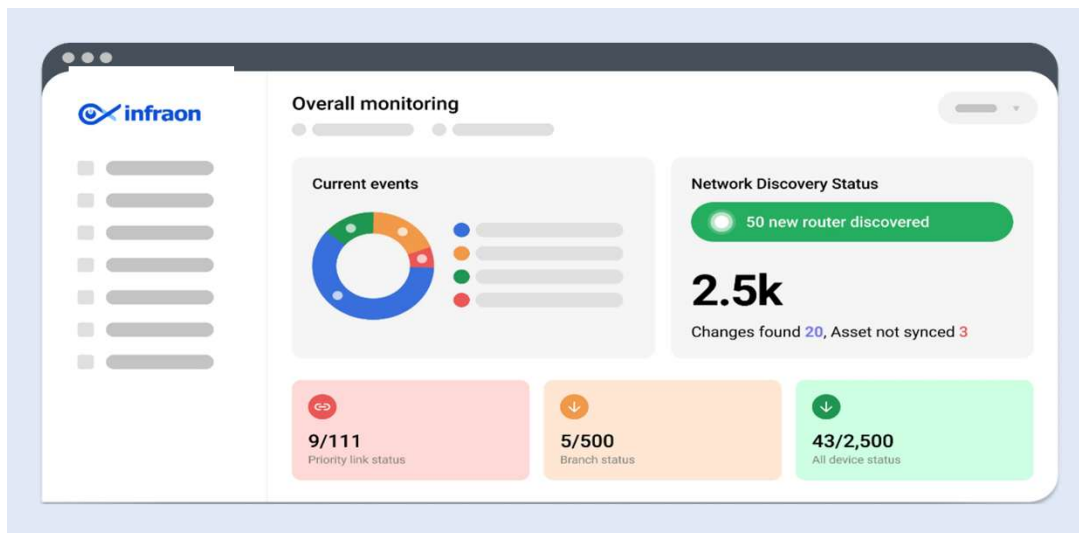 infraon
Overall monitoring
Current events
Network Discovery Status
50 new router discovered
2.5k
Changes found 20, Asset not synced 3
9/111
Priority link status
5/500
Branch status
43/2,500
All device status